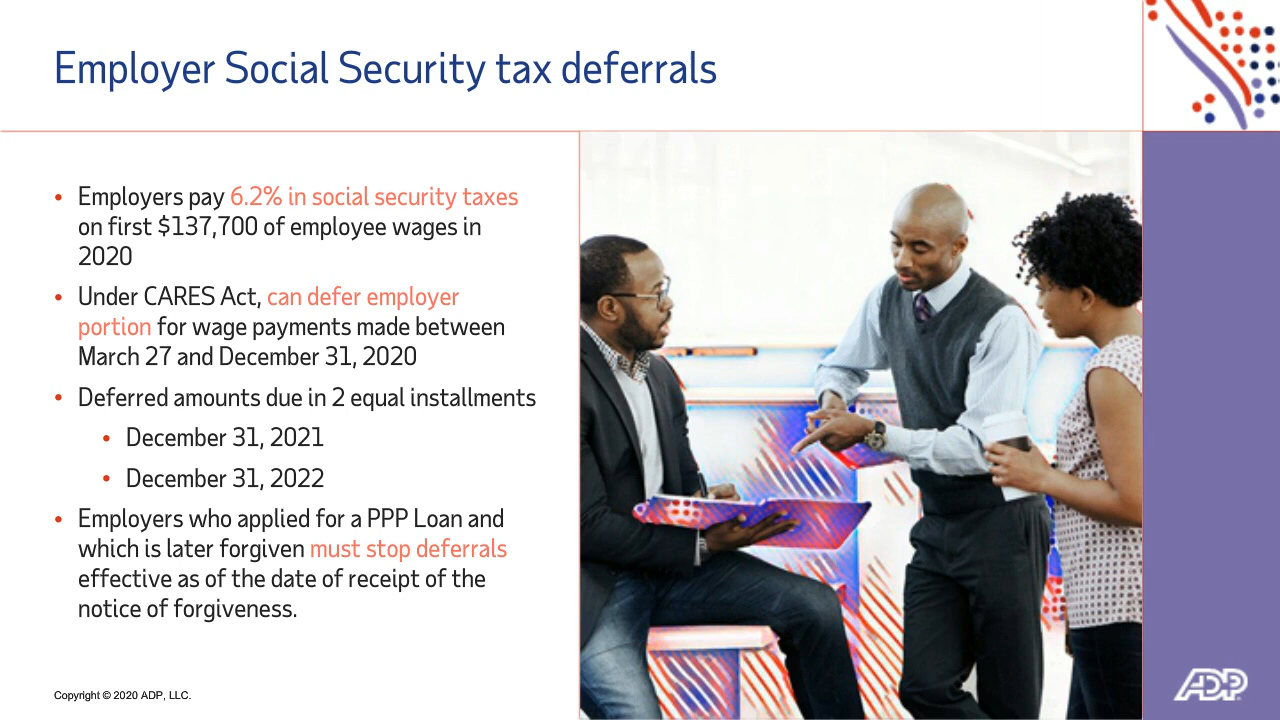 Employer Social Security tax deferrals
• Employers pay 6.2% in social security taxes
on first $137,700 of employee wages in
2020
• Under CARES Act, can defer employer
portion for wage payments made between
March 27 and December 31, 2020
• Deferred amounts due in 2 equal installments
• December 31, 2021
• December 31, 2022
• Employers who applied for a PPP Loan and
which is later forgiven must stop deferrals
effective as of the date of receipt of the
notice of forgiveness.
Copyright © 2020 ADP, LLC.
ADP